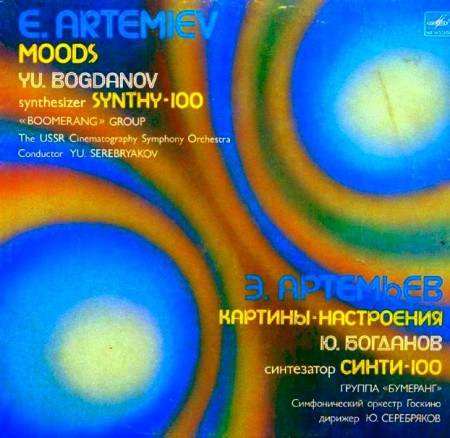 E. ARTEMIEV
MOODS
YU. BOGDANOV
synthesizer SYNTHY-100
«BOOMERANG» GROUP
The USSR Cinematography Symphony Orchestra
Conductor YU. SEREBRYAKOV
Э. АРТЕМЬЕВ
КАРТИНЫ-НАСТРОЕНИЯ
Ю. БОГДАНОВ
синтезатор СИНТИ-100
ГРУППА «БУМЕРАНГ»
Симфонический оркестр Госкино
дирижер Ю. СЕРЕБРЯКОВ